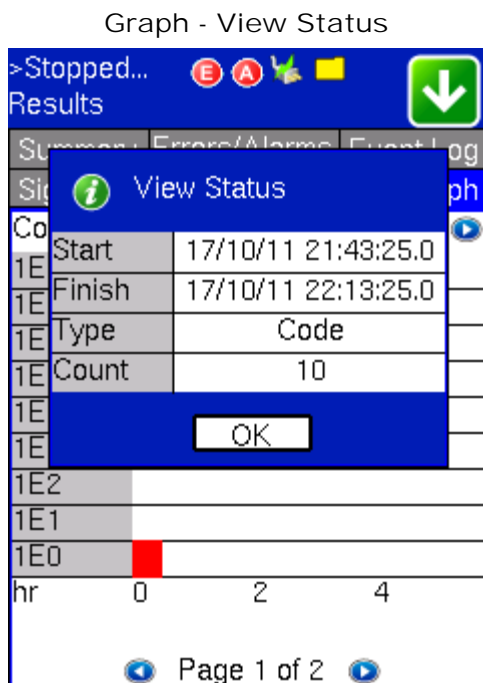 Graph - View Status
>Stopped...
E A
Results
Errors/Alarms
View Status
Start 17/10/11 21:43:25.0
Finish 17/10/11 22:13:25.0
Type Code
Count 10
OK
1E2
1E1
1E0
hr 0 2 4
Page 1 of 2